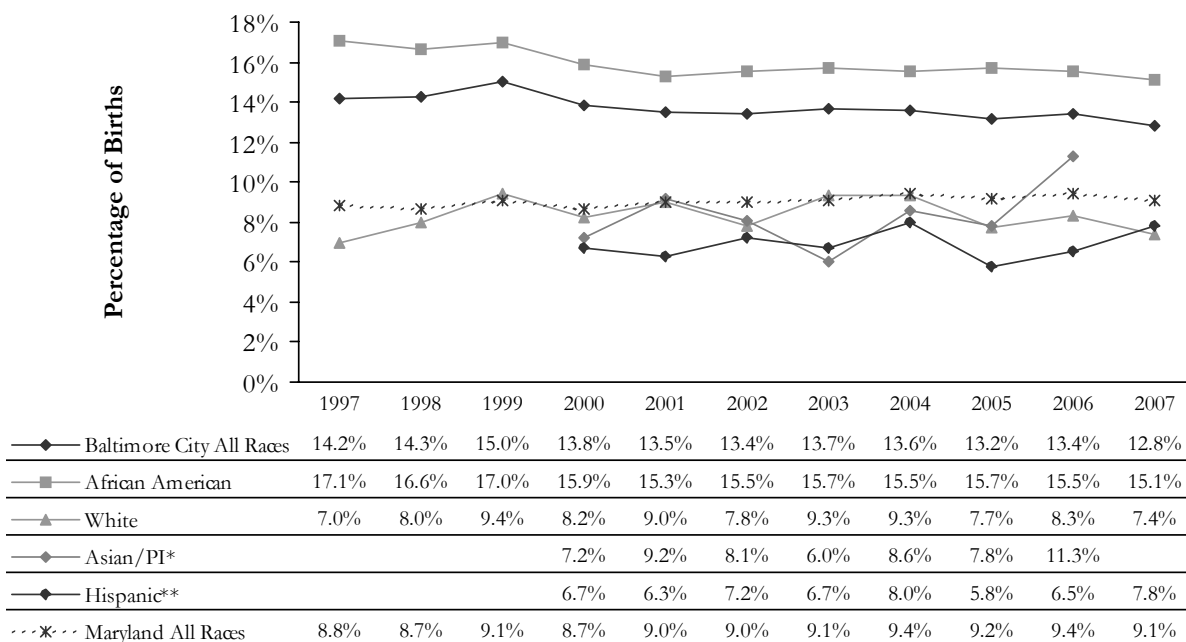 Percentage of Births
18%
16%
14%
12%
10%
8%
6%
4%
2%
0%
1997 1998 1999 2000 2001 2002 2003 2004 2005 2006 2007
Baltimore City All Races 14.2% 14.3% 15.0% 13.8% 13.5% 13.4% 13.7% 13.6% 13.2% 13.4% 12.8%
African American 17.1% 16.6% 17.0% 15.9% 15.3% 15.5% 15.7% 15.5% 15.7% 15.5% 15.1%
White 7.0% 8.0% 9.4% 8.2% 9.0% 7.8% 9.3% 9.3% 7.7% 8.3% 7.4%
Asian/PI* 7.2% 9.2% 8.1% 6.0% 8.6% 7.8% 11.3%
Hispanic** 6.7% 6.3% 7.2% 6.7% 8.0% 5.8% 6.5% 7.8%
Maryland All Races 8.8% 8.7% 9.1% 8.7% 9.0% 9.0% 9.1% 9.4% 9.2% 9.4% 9.1%